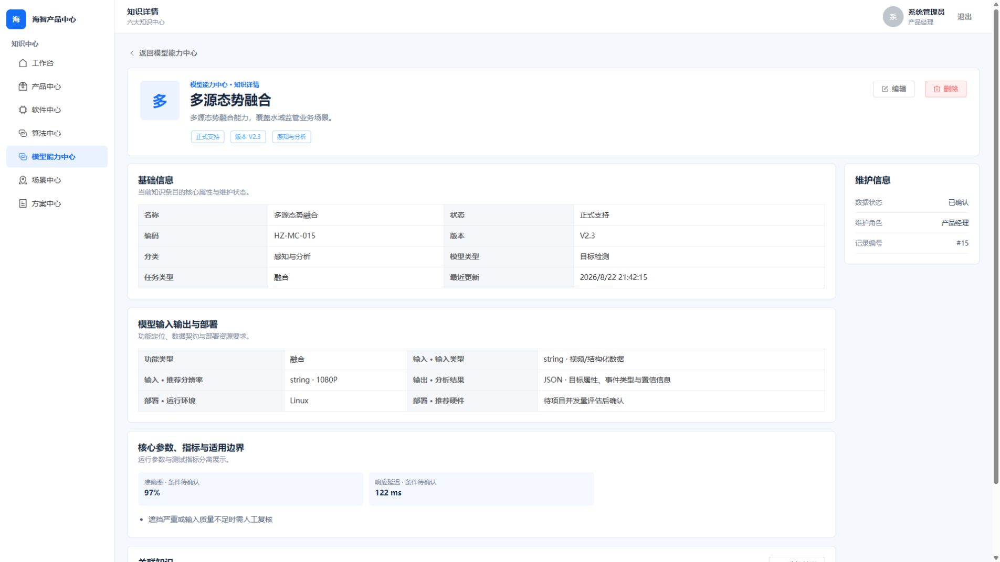 海 海智产品中心
知识中心
工作台
产品中心
软件中心
算法中心
模型能力中心
场景中心
方案中心
知识详情
六大知识中心
系 系统管理员
产品经理
退出
返回模型能力中心
多
模型能力中心 • 知识详情
多源态势融合
多源态势融合能力，覆盖水域监管业务场景。
正式支持 版本 V2.3 感知与分析
编辑 删除
基础信息
当前知识条目的核心属性与维护状态。
名称 多源态势融合 状态 正式支持
编码 HZ-MC-015 版本 V2.3
分类 感知与分析 模型类型 目标检测
任务类型 融合 最近更新 2026/8/22 21:42:15
维护信息
数据状态 已确认
维护角色 产品经理
记录编号 #15
模型输入输出与部署
功能定位、数据契约与部署资源要求。
功能类型 融合 输入 • 输入类型 string · 视频/结构化数据
输入 • 推荐分辨率 string · 1080P 输出 • 分析结果 JSON · 目标属性、事件类型与置信信息
部署 • 运行环境 Linux 部署 • 推荐硬件 待项目并发量评估后确认
核心参数、指标与适用边界
运行参数与测试指标分离展示。
准确率 · 条件待确认
97%
响应延迟 · 条件待确认
122 ms
• 遮挡严重或输入质量不足时需人工复核
关联知识